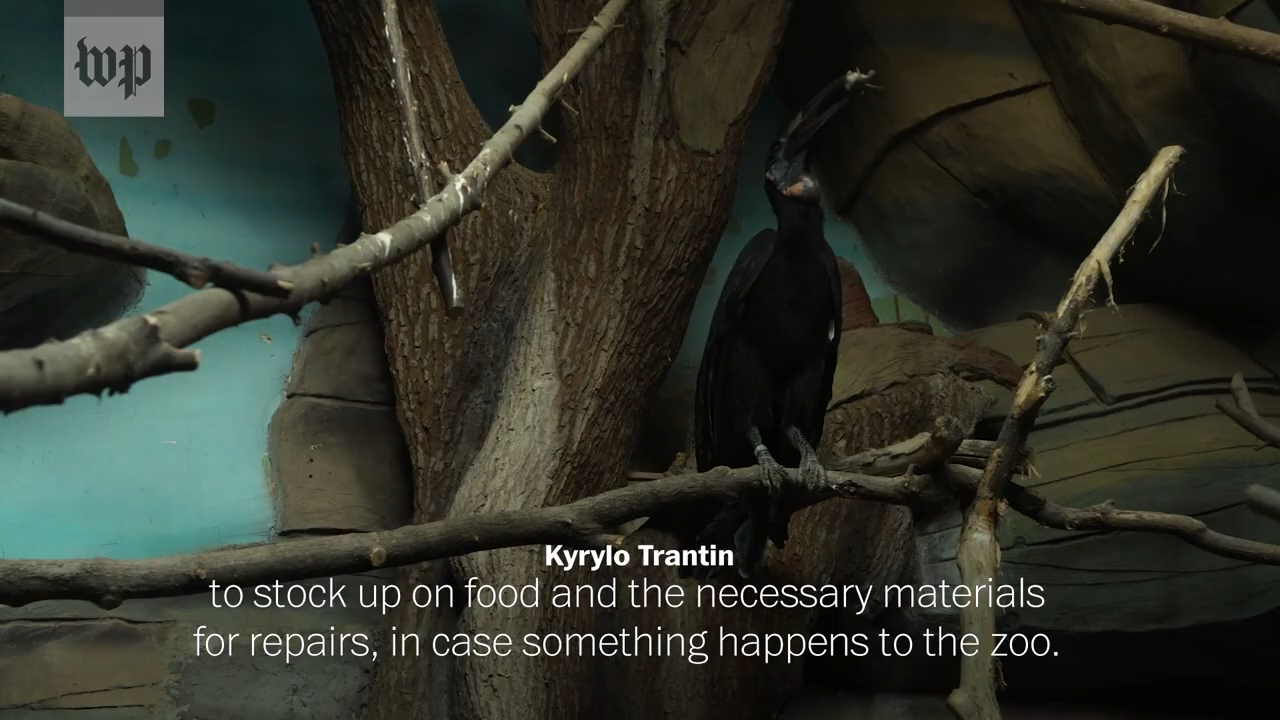 wp
Kyrylo Trantin
to stock up on food and the necessary materials
for repairs, in case something happens to the zoo.